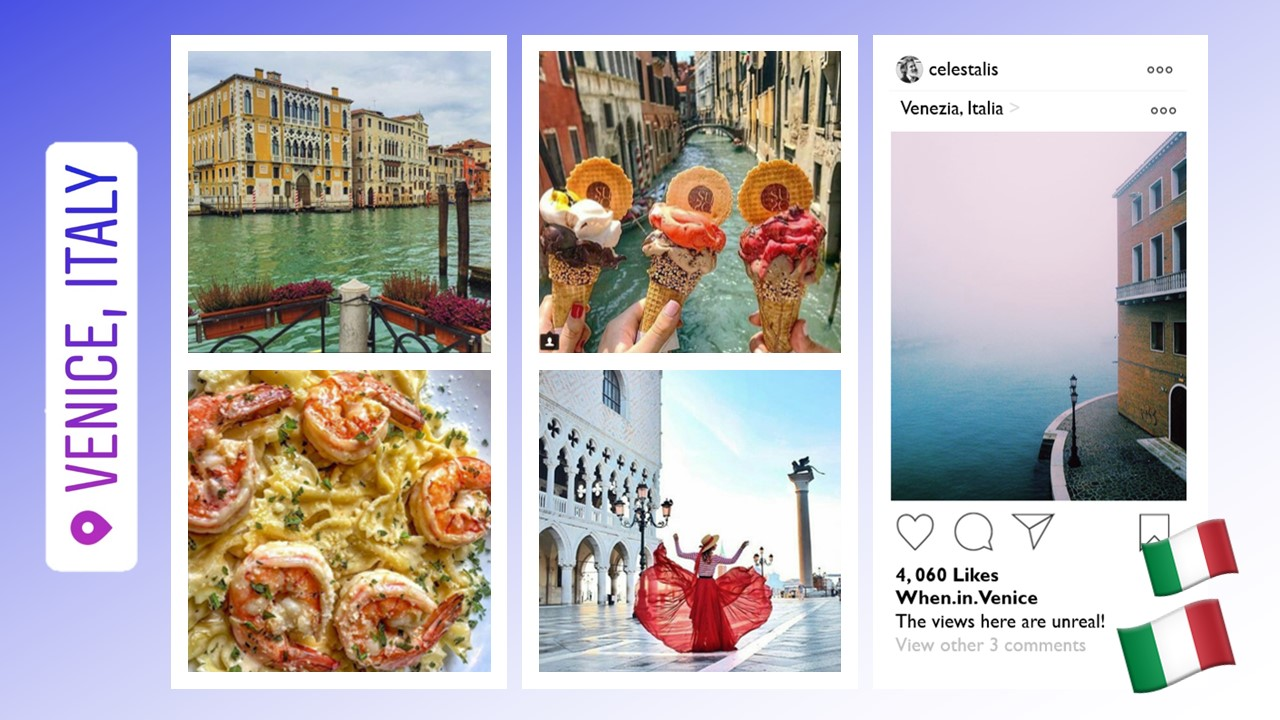 VENICE, ITALY
celestalis
Venezia, Italia >
4, 060 Likes
When.in.Venice
The views here are unreal!
View other 3 comments